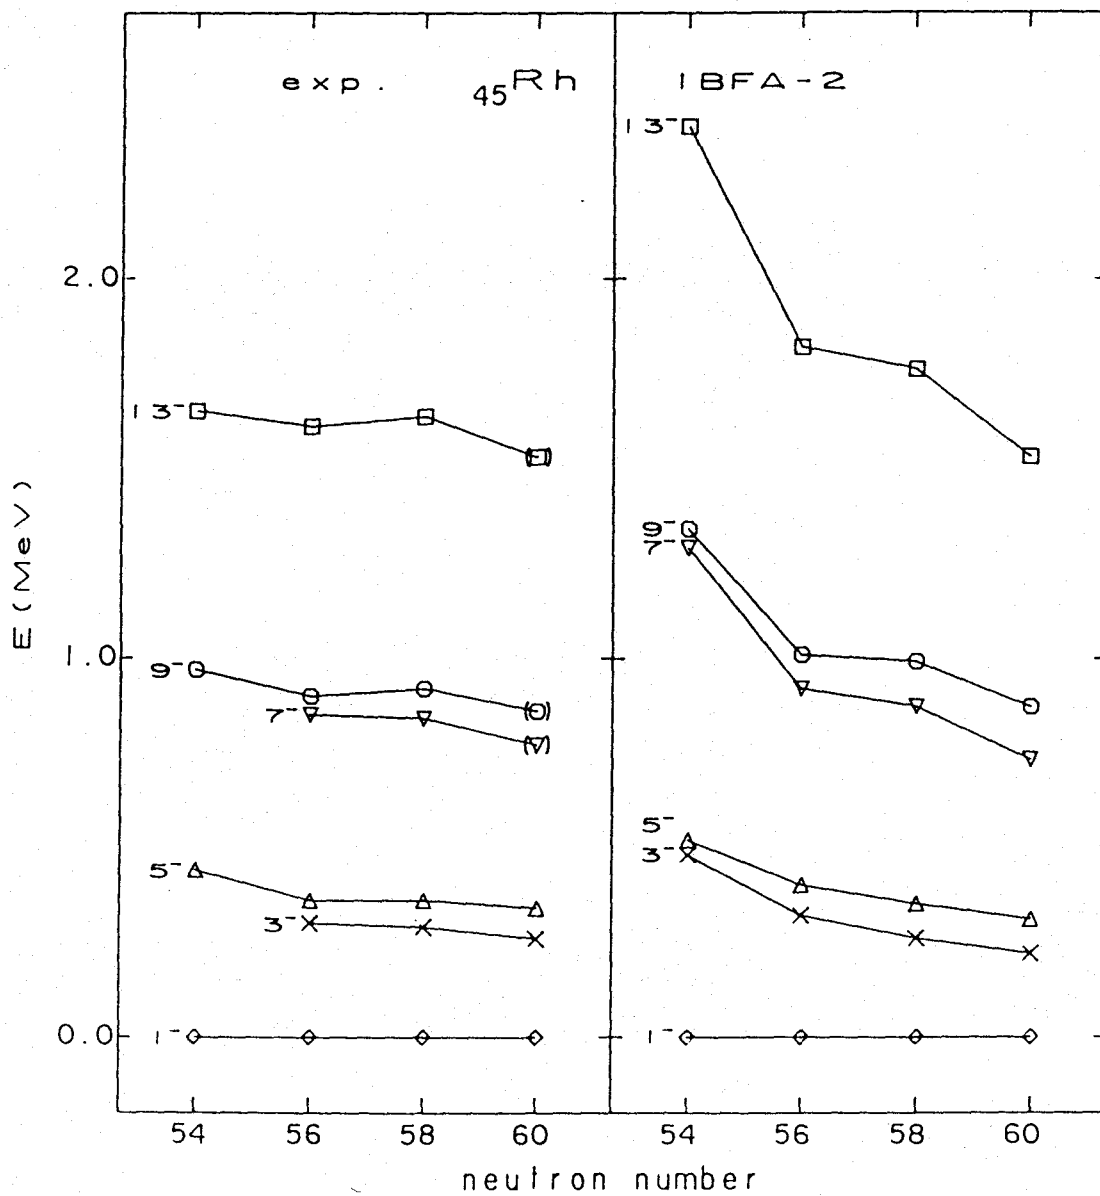 exp. 45Rh
IBFA-2
13-
2.0
13-
9-
7-
E(MeV)
1.0
9-
7-
5-
3-
5-
3-
0.0
1-
1-
54 56 58 60
54 56 58 60
neutron number